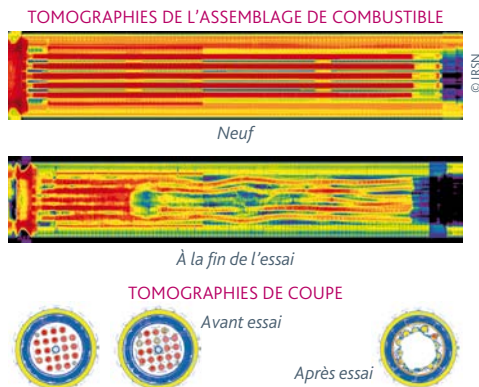 TOMOGRAPHIES DE L'ASSEMBLAGE DE COMBUSTIBLE
© IRSN
Neuf
À la fin de l'essai
TOMOGRAPHIES DE COUPE
Avant essai
Après essai